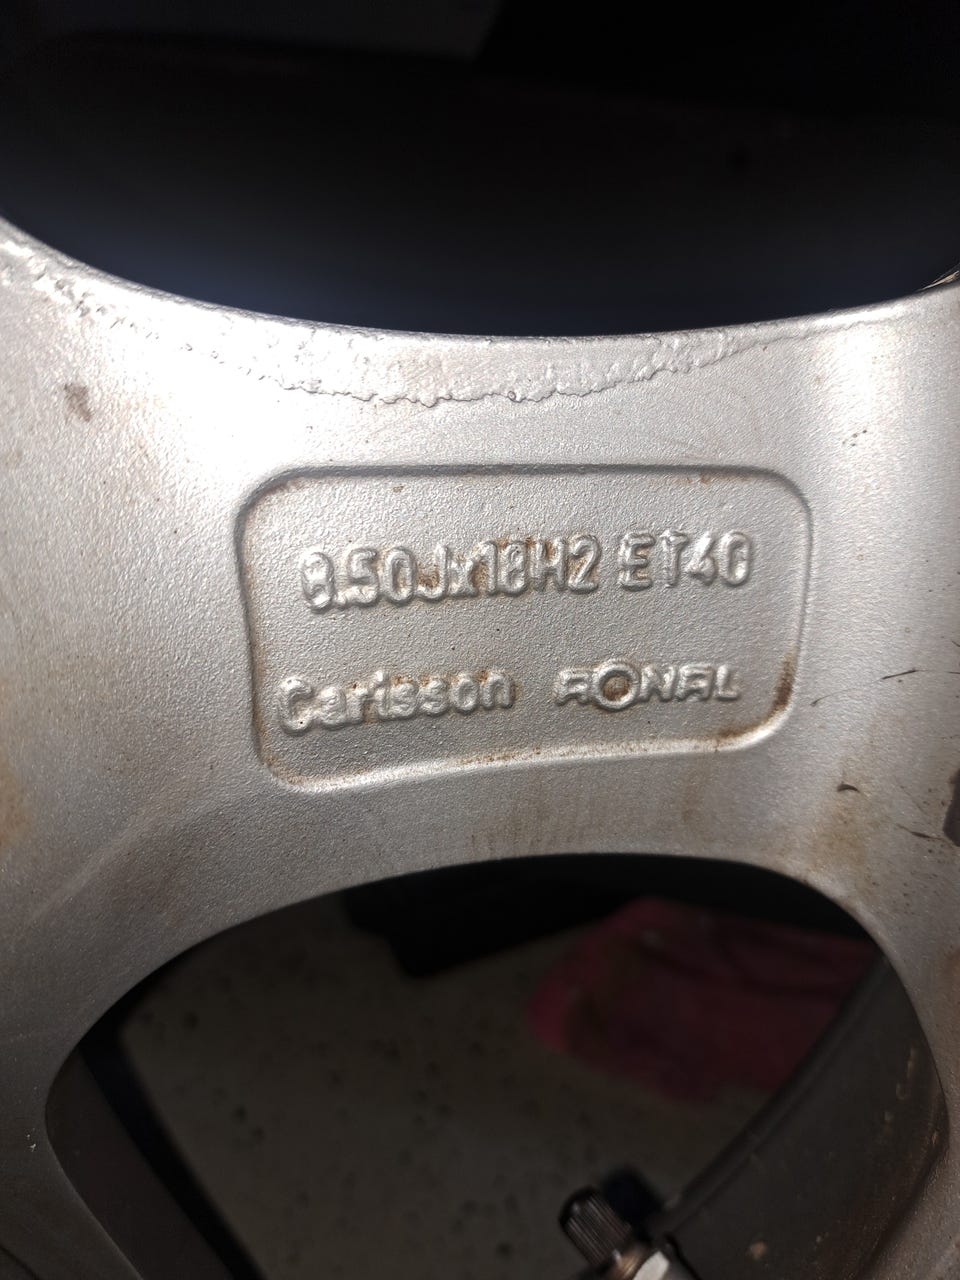 8.50Jx18H2 ET40
Carlsson RONAL